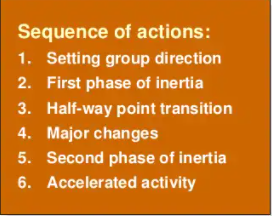 Sequence of actions:
1. Setting group direction
2. First phase of inertia
3. Half-way point transition
4. Major changes
5. Second phase of inertia
6. Accelerated activity